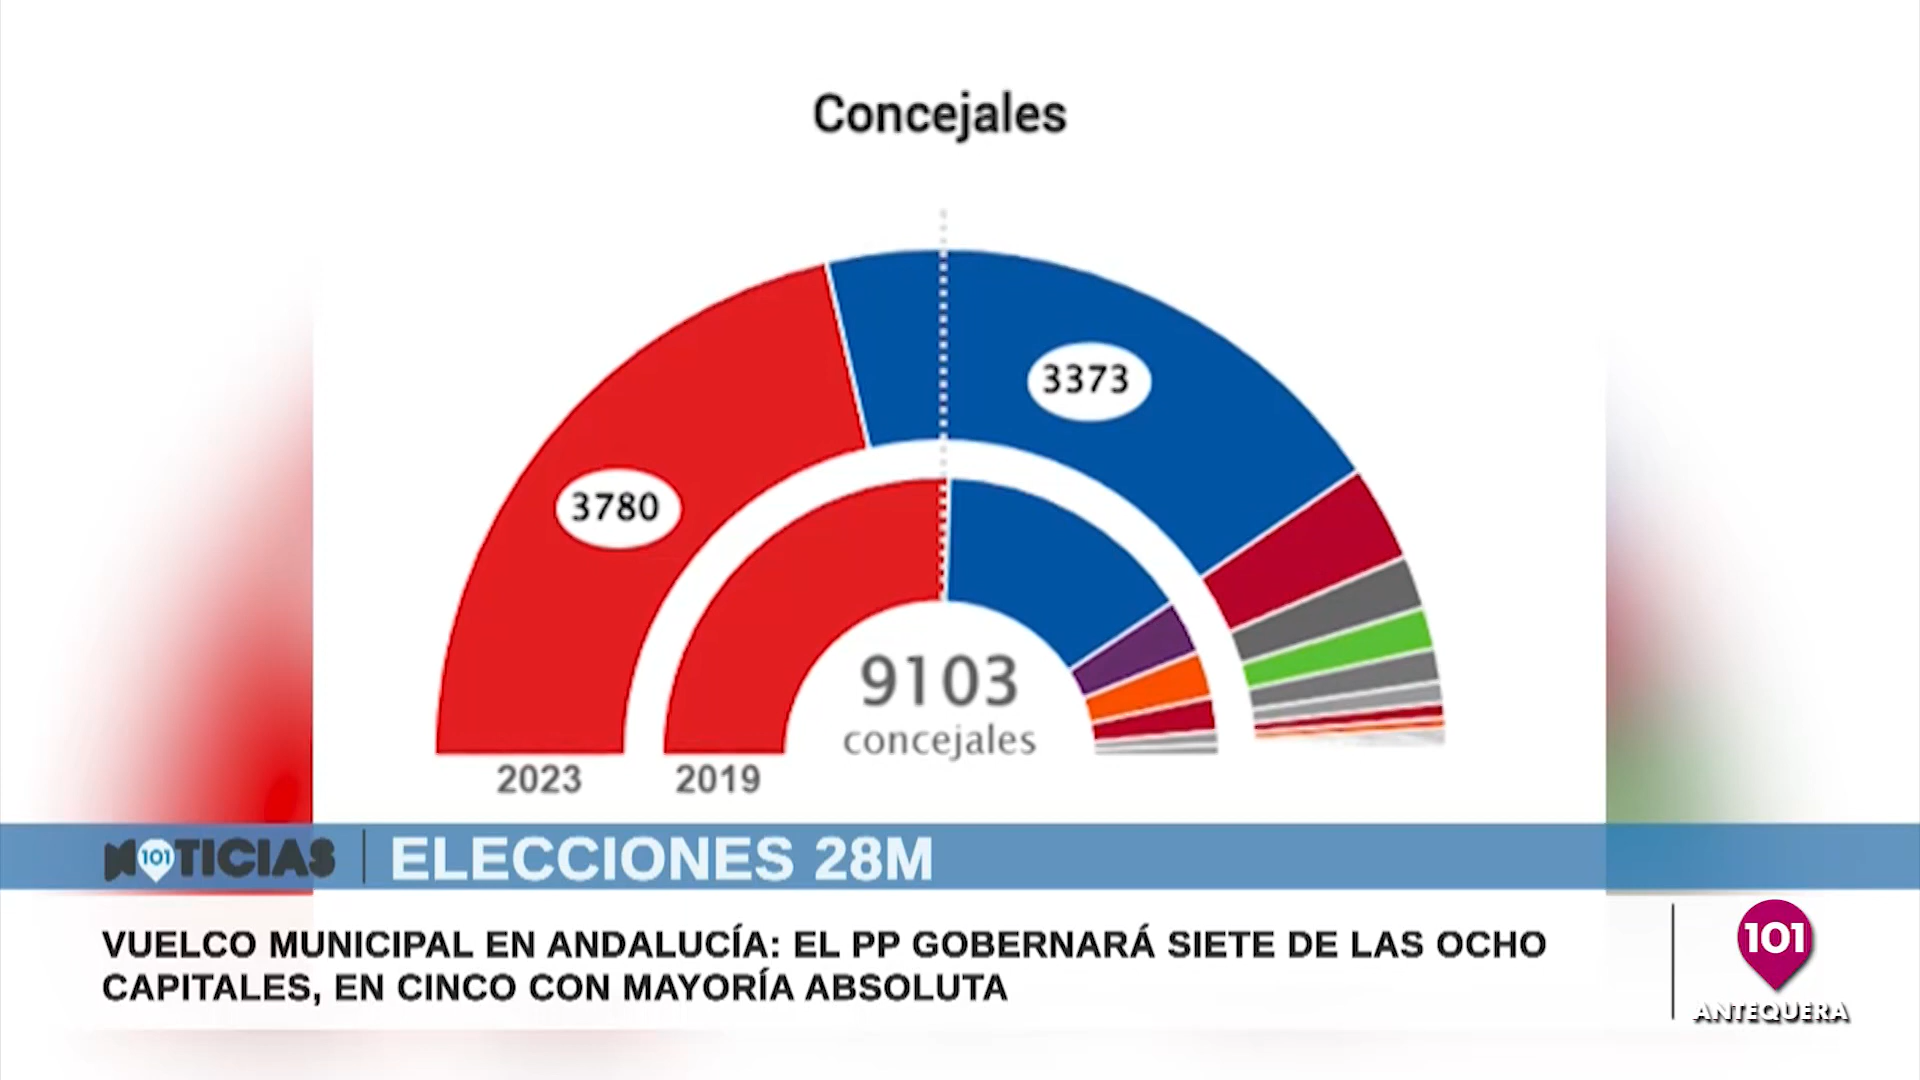 Concejales
3373
3780
9103
concejales
2023
2019
NOTICIAS
101
ELECCIONES 28M
VUELCO MUNICIPAL EN ANDALUCÍA: EL PP GOBERNARÁ SIETE DE LAS OCHO
CAPITALES, EN CINCO CON MAYORÍA ABSOLUTA
101
ANTEQUERA